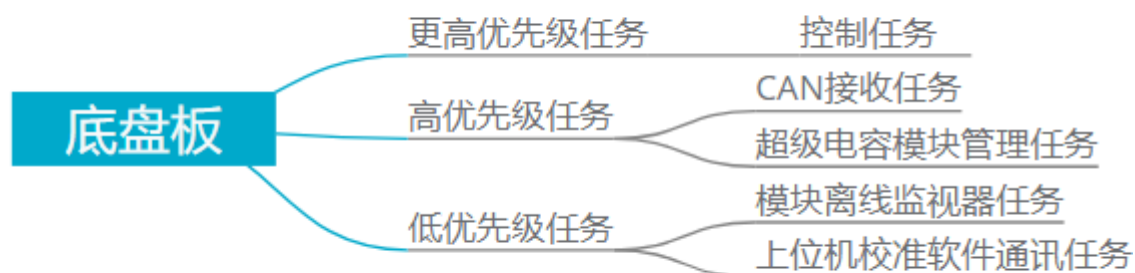 底盘板
更高优先级任务
控制任务
高优先级任务
CAN接收任务
超级电容模块管理任务
低优先级任务
模块离线监视器任务
上位机校准软件通讯任务